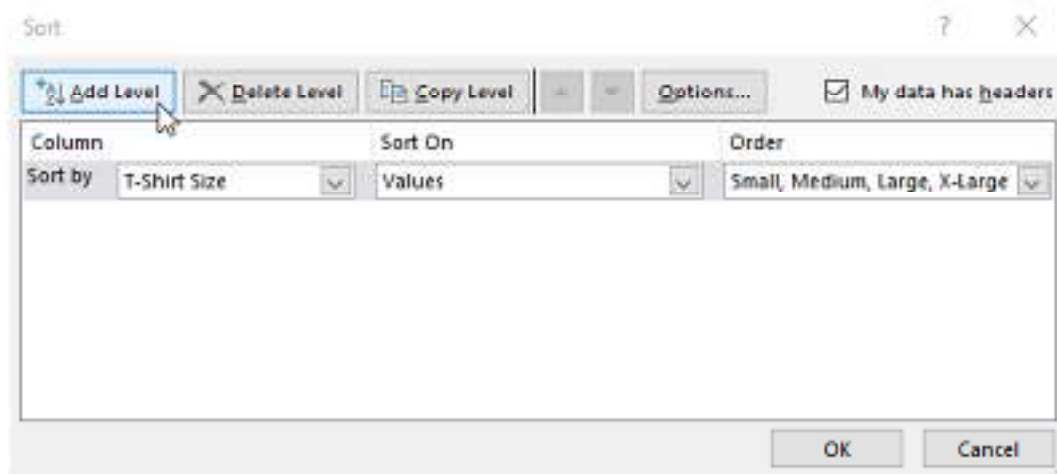 Sort ?
Add Level Delete Level Copy Level Options... My data has headers
Column Sort On Order
Sort by T-Shirt Size Values Small, Medium, Large, X-Large
OK Cancel